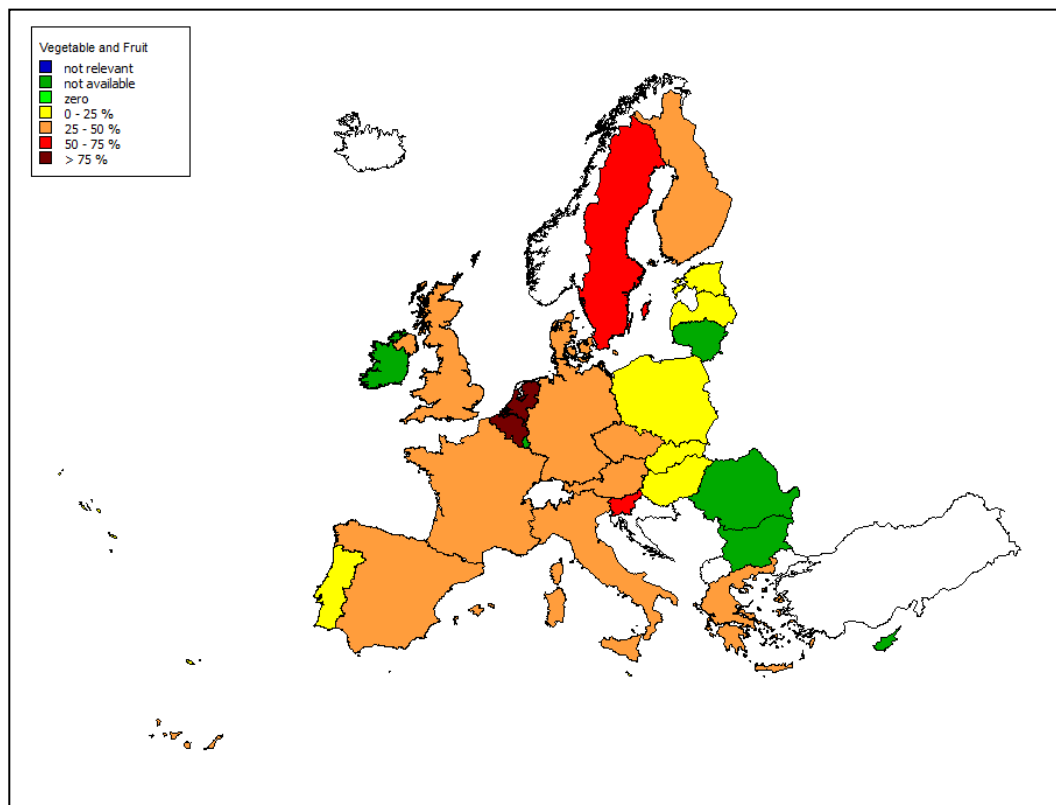 Vegetable and Fruit
not relevant
not available
zero
0 - 25 %
25 - 50 %
50 - 75 %
> 75 %